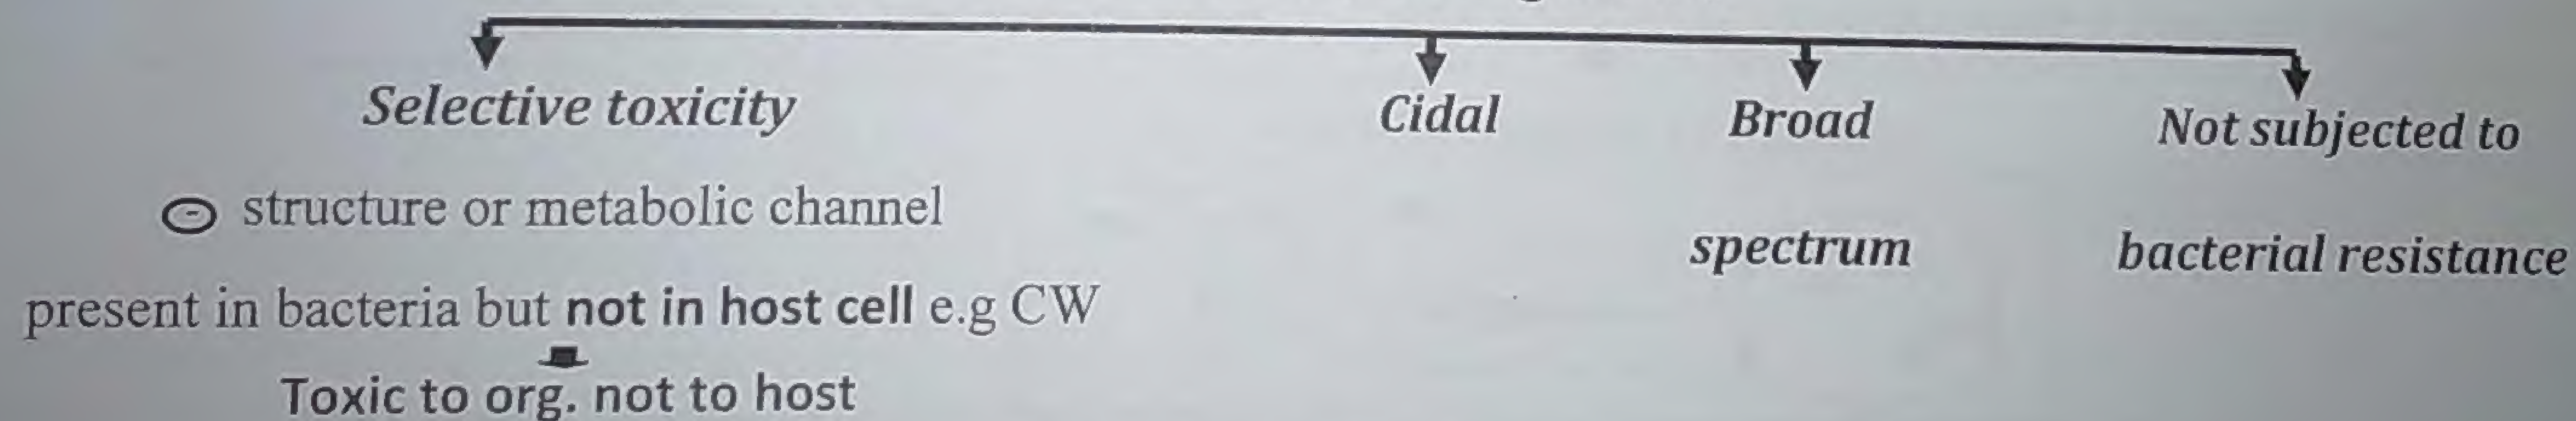 Selective toxicity
Cidal
Broad
spectrum
Not subjected to
bacterial resistance
⊖ structure or metabolic channel
present in bacteria but not in host cell e.g CW
Toxic to org. not to host